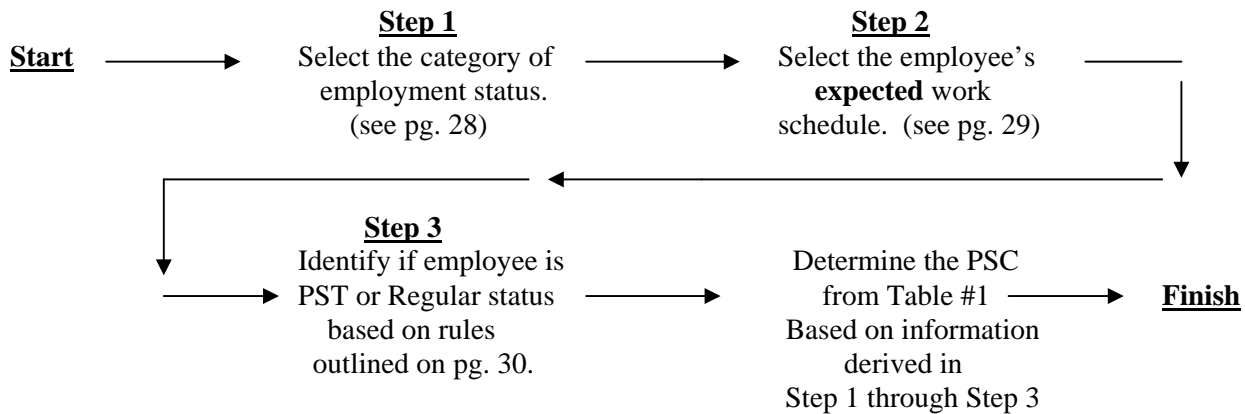 Start
Step 1
Select the category of
employment status.
(see pg. 28)
Step 2
Select the employee’s
expected work
schedule.  (see pg. 29)
Step 3
Identify if employee is
PST or Regular status
based on rules
outlined on pg. 30.
Determine the PSC
from Table #1
Based on information
derived in
Step 1 through Step 3
Finish